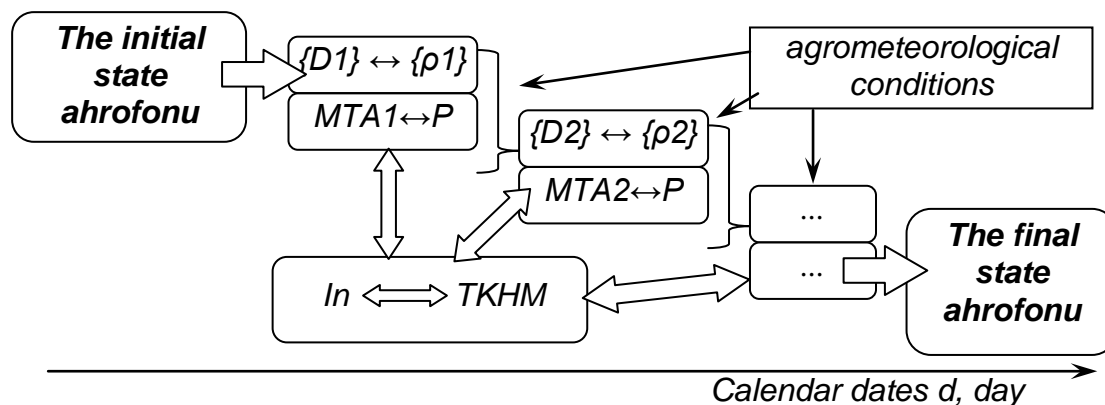 The initial
state
ahrofonu
{D1} ↔ {ρ1}
MTA1↔P
agrometeorological
conditions
{D2} ↔ {ρ2}
MTA2↔P
...
...
The final
state
ahrofonu
In
TKHM
Calendar dates d, day